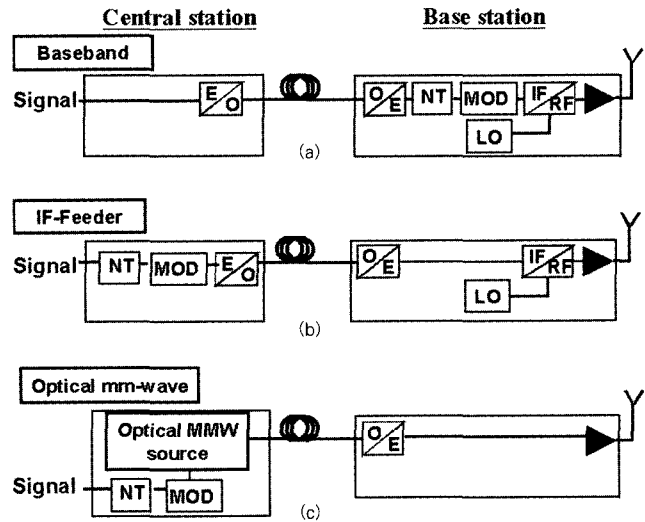 Central station Base station
Baseband
Signal E/O O/E NT MOD IF/RF
LO
(a)
IF-Feeder
Signal NT MOD E/O O/E IF/RF
LO
(b)
Optical mm-wave
Optical MMW source O/E
Signal NT MOD
(c)